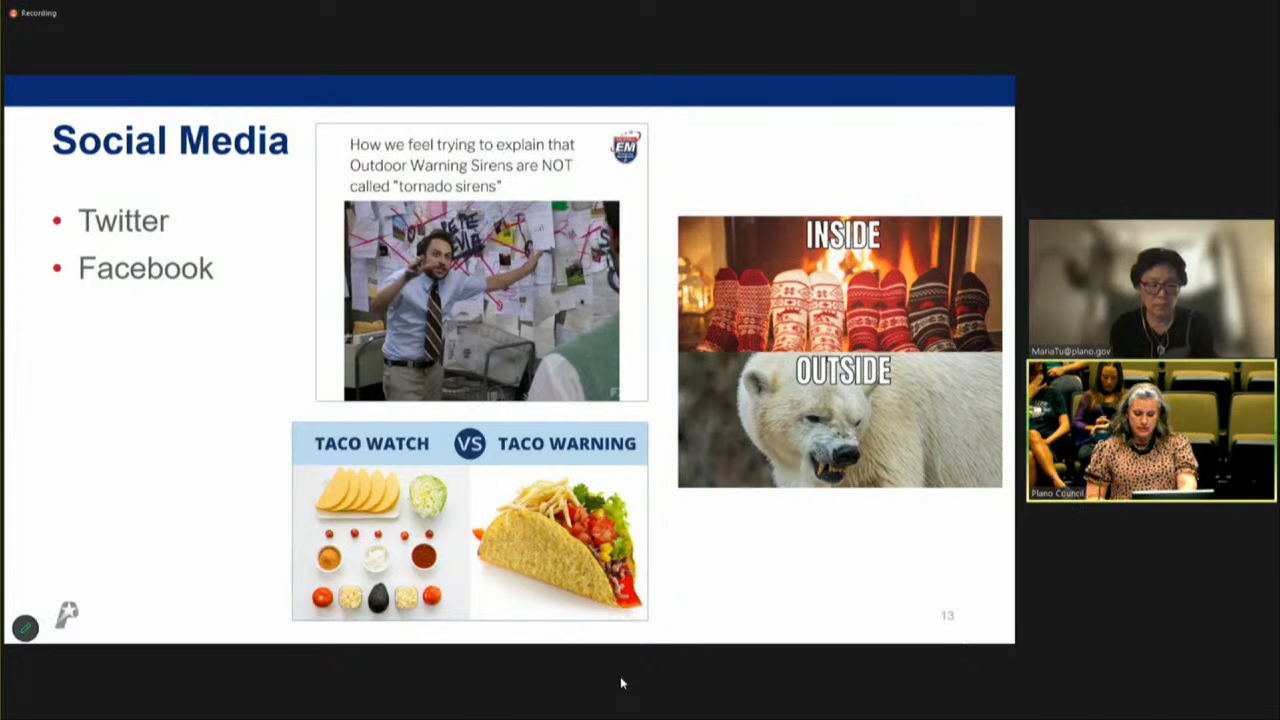 Recording
Social Media
• Twitter
• Facebook
How we feel trying to explain that
Outdoor Warning Sirens are NOT
called "tornado sirens"
EM
INSIDE
OUTSIDE
TACO WATCH VS TACO WARNING
13
MariaTu@plano.gov
Plano Council